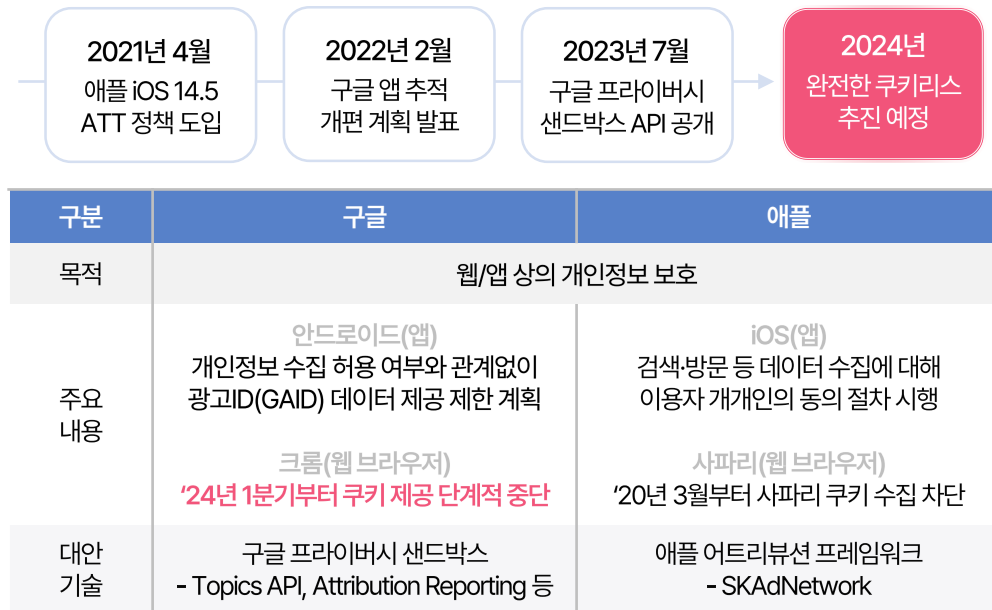 2021년 4월
애플 iOS 14.5
ATT 정책 도입
2022년 2월
구글 앱 추적
개편 계획 발표
2023년 7월
구글 프라이버시
샌드박스 API 공개
2024년
완전한 쿠키리스
추진 예정
구분
구글
애플
목적
웹/앱 상의 개인정보 보호
주요
내용
안드로이드(앱)
개인정보 수집 허용 여부와 관계없이
광고ID(GAID) 데이터 제공 제한 계획
크롬(웹 브라우저)
‘24년 1분기부터 쿠키 제공 단계적 중단
iOS(앱)
검색·방문 등 데이터 수집에 대해
이용자 개개인의 동의 절차 시행
사파리(웹 브라우저)
‘20년 3월부터 사파리 쿠키 수집 차단
대안
기술
구글 프라이버시 샌드박스
- Topics API, Attribution Reporting 등
애플 어트리뷰션 프레임워크
- SKAdNetwork